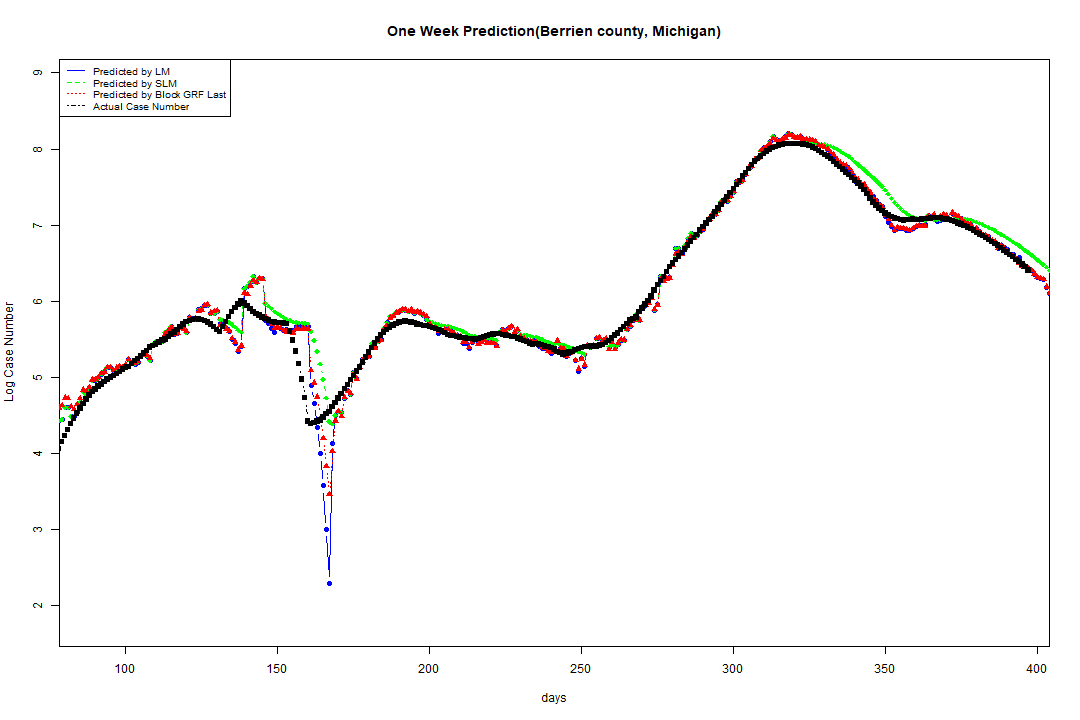 One Week Prediction(Berrien county, Michigan)
Predicted by LM
Predicted by SLM
Predicted by Block GRF Last
Actual Case Number
9
8
7
6
5
4
3
2
Log Case Number
100 150 200 250 300 350 400
days